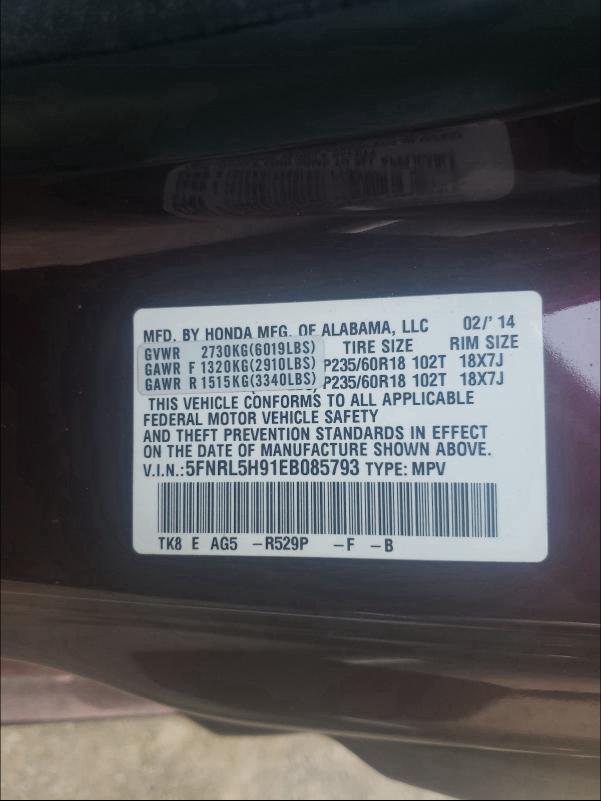 MFD. BY HONDA MFG. OF ALABAMA, LLC 02/' 14
GVWR 2730KG(6019LBS) TIRE SIZE RIM SIZE
GAWR F 1320KG(2910LBS) P235/60R18 102T 18X7J
GAWR R 1515KG(3340LBS) P235/60R18 102T 18X7J
THIS VEHICLE CONFORMS TO ALL APPLICABLE
FEDERAL MOTOR VEHICLE SAFETY
AND THEFT PREVENTION STANDARDS IN EFFECT
ON THE DATE OF MANUFACTURE SHOWN ABOVE.
V.I.N.:5FNRL5H91EB085793 TYPE: MPV
TK8 E AG5 -R529P -F -B